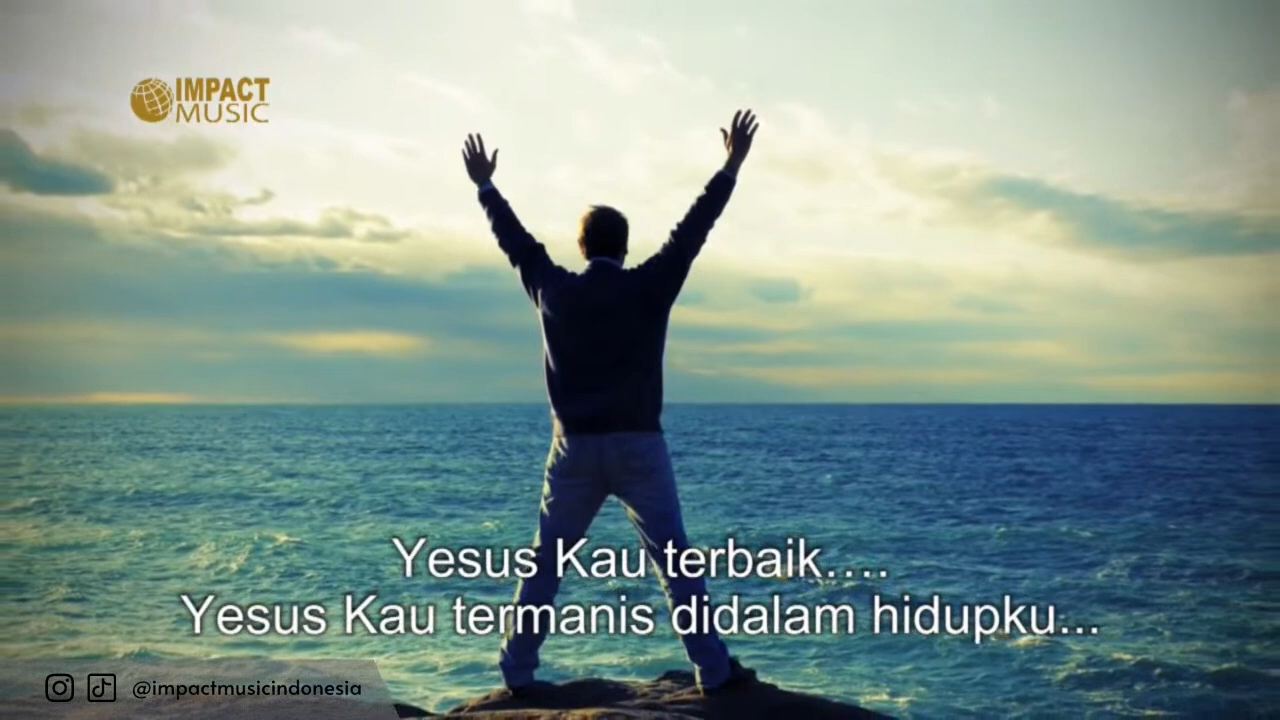 IMPACT
MUSIC
Yesus Kau terbaik....
Yesus Kau termanis didalam hidupku...
@impactmusicindonesia